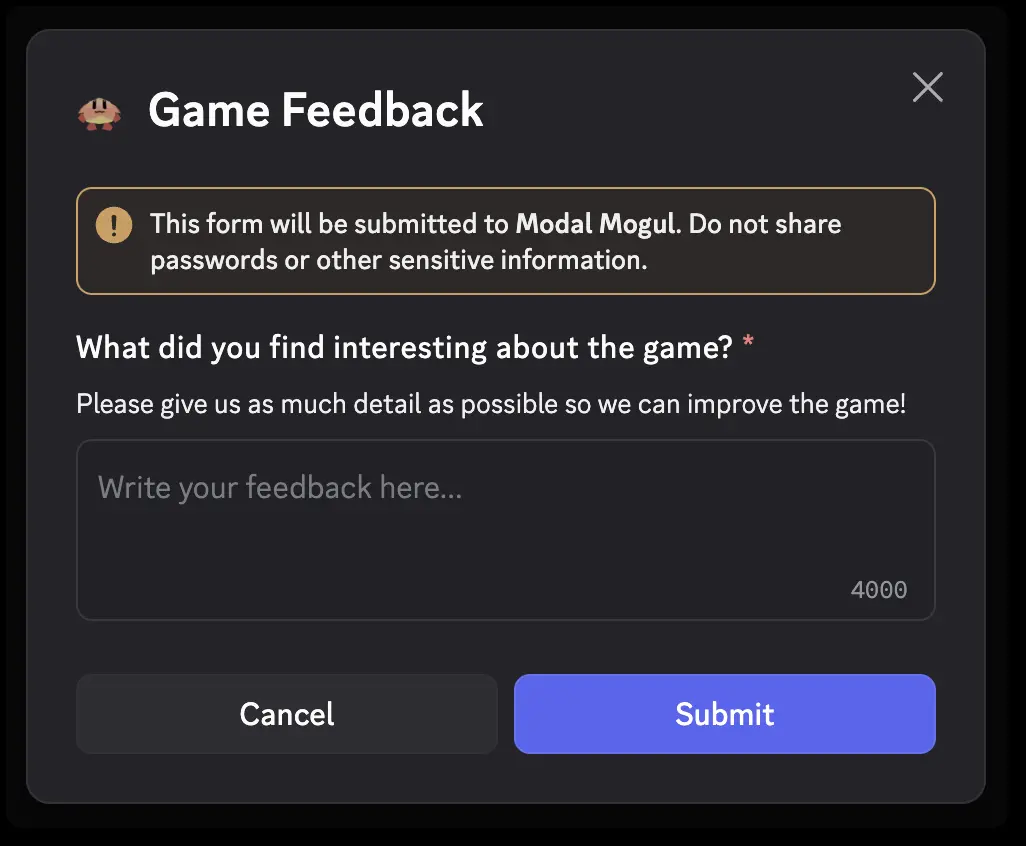 Game Feedback
This form will be submitted to Modal Mogul. Do not share
passwords or other sensitive information.
What did you find interesting about the game? *
Please give us as much detail as possible so we can improve the game!
Write your feedback here...
4000
Cancel
Submit